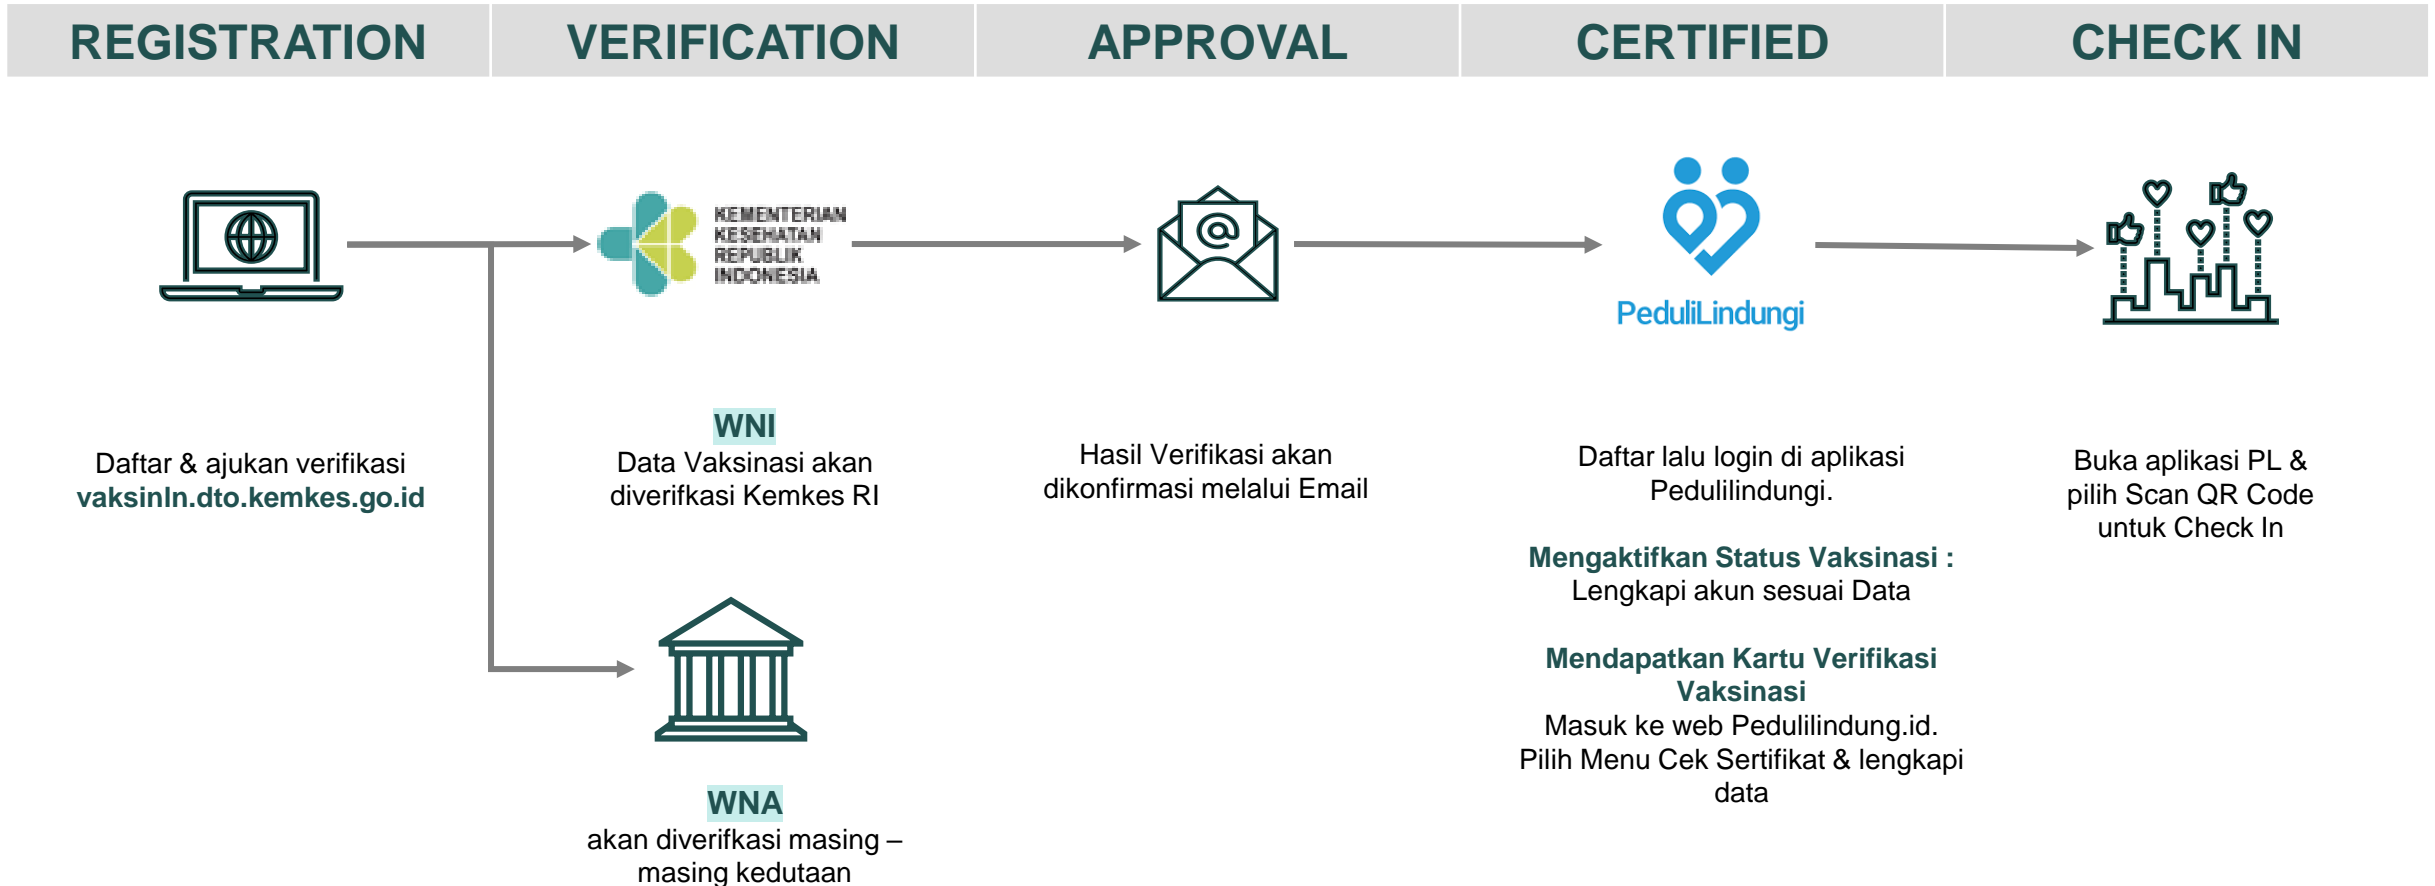 REGISTRATION
VERIFICATION
APPROVAL
CERTIFIED
CHECK IN
KEMENTERIAN
KESEHATAN
REPUBLIK
INDONESIA
@
PeduliLindungi
Daftar & ajukan verifikasi
vaksinln.dto.kemkes.go.id
WNI
Data Vaksinasi akan
diverifkasi Kemkes RI
WNA
akan diverifkasi masing –
masing kedutaan
Hasil Verifikasi akan
dikonfirmasi melalui Email
Daftar lalu login di aplikasi
Pedulilindungi.
Mengaktifkan Status Vaksinasi :
Lengkapi akun sesuai Data
Mendapatkan Kartu Verifikasi
Vaksinasi
Masuk ke web Pedulilindung.id.
Pilih Menu Cek Sertifikat & lengkapi
data
Buka aplikasi PL &
pilih Scan QR Code
untuk Check In